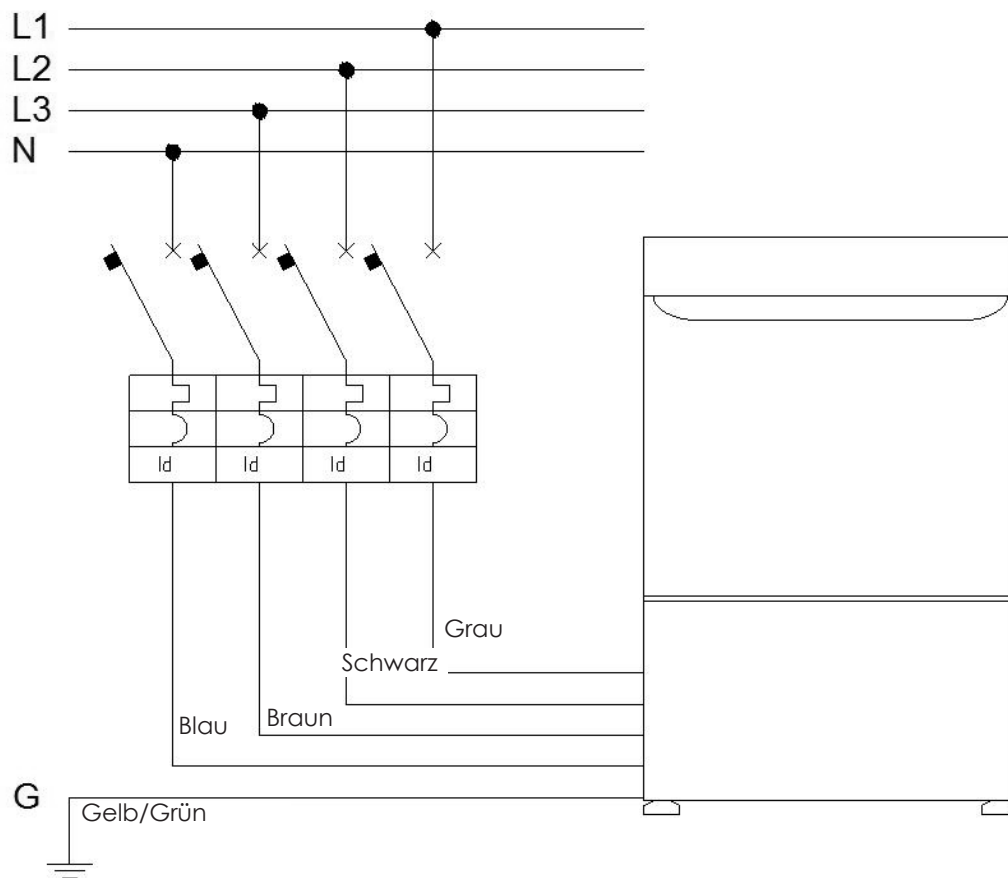 L1
L2
L3
N
Id Id Id Id
Grau
Schwarz
Blau Braun
G
Gelb/Grün